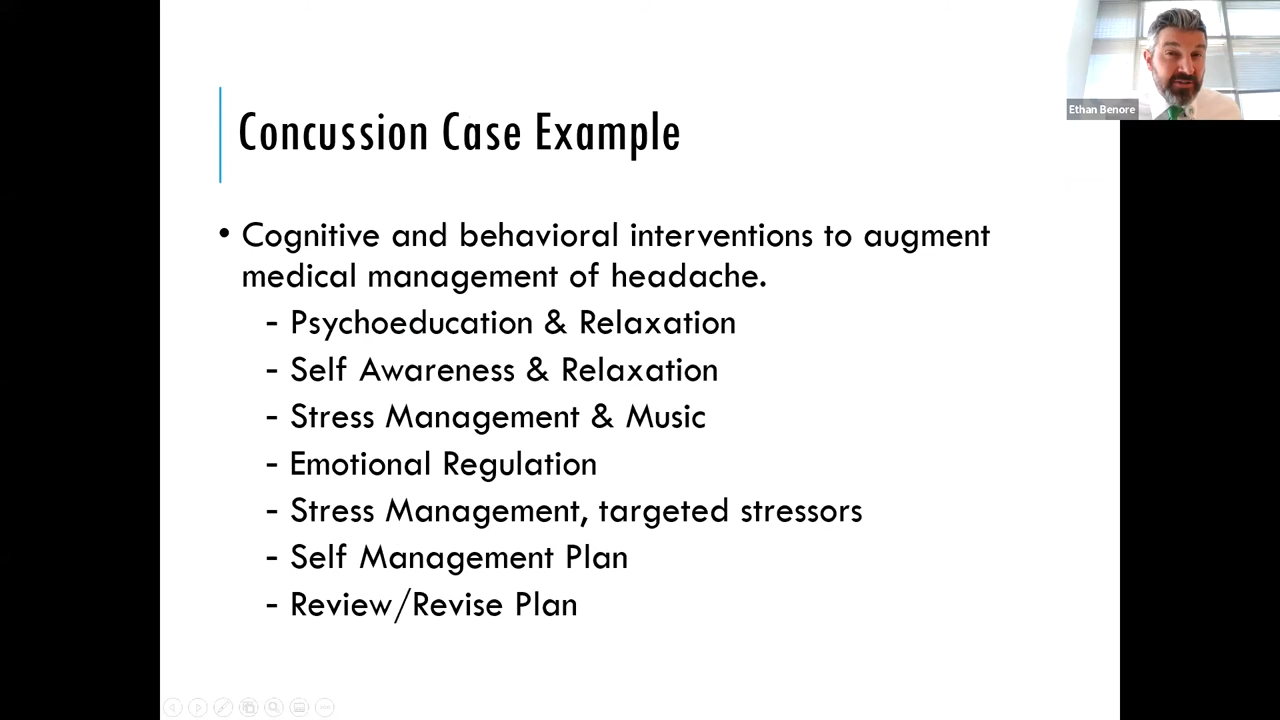 Ethan Benore
Concussion Case Example
• Cognitive and behavioral interventions to augment
medical management of headache.
- Psychoeducation & Relaxation
- Self Awareness & Relaxation
- Stress Management & Music
- Emotional Regulation
- Stress Management, targeted stressors
- Self Management Plan
- Review/Revise Plan